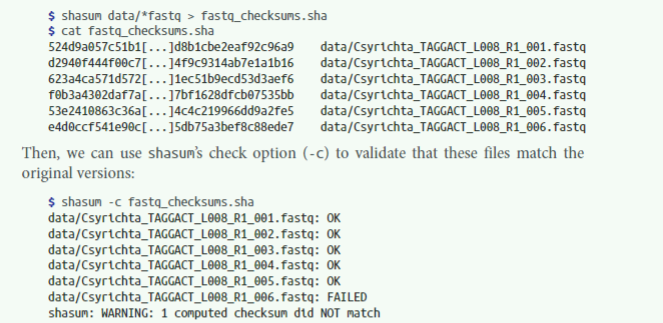 $ shasum data/*fastq > fastq_checksums.sha
$ cat fastq_checksums.sha
524d9a057c51b1[...]d8b1cbe2eaf92c96a9 data/Csyrichta_TAGGACT_L008_R1_001.fastq
d2940f444f00c7[...]4f9c9314ab7e1a1b16 data/Csyrichta_TAGGACT_L008_R1_002.fastq
623a4ca571d572[...]1ec51b9ecd53d3aef6 data/Csyrichta_TAGGACT_L008_R1_003.fastq
f0b3a4302daf7a[...]7bf1628dfcb07535bb data/Csyrichta_TAGGACT_L008_R1_004.fastq
53e2410863c36a[...]4c4c219966dd9a2fe5 data/Csyrichta_TAGGACT_L008_R1_005.fastq
e4d0ccf541e90c[...]5db75a3bef8c88ede7 data/Csyrichta_TAGGACT_L008_R1_006.fastq
Then, we can use shasum's check option (-c) to validate that these files match the
original versions:
$ shasum -c fastq_checksums.sha
data/Csyrichta_TAGGACT_L008_R1_001.fastq: OK
data/Csyrichta_TAGGACT_L008_R1_002.fastq: OK
data/Csyrichta_TAGGACT_L008_R1_003.fastq: OK
data/Csyrichta_TAGGACT_L008_R1_004.fastq: OK
data/Csyrichta_TAGGACT_L008_R1_005.fastq: OK
data/Csyrichta_TAGGACT_L008_R1_006.fastq: FAILED
shasum: WARNING: 1 computed checksum did NOT match